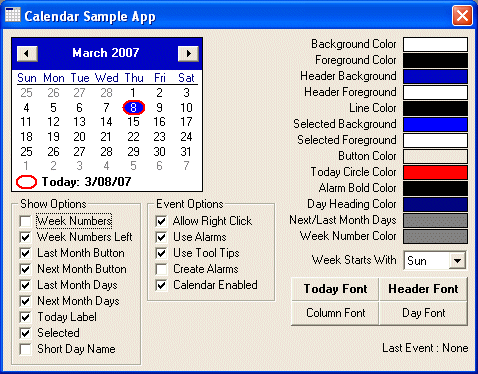 Calendar Sample App
March 2007
Sun Mon Tue Wed Thu Fri Sat
25 26 27 28 1 2 3
4 5 6 7 8 9 10
11 12 13 14 15 16 17
18 19 20 21 22 23 24
25 26 27 28 29 30 31
1 2 3 4 5 6 7
Today: 3/08/07
Show Options
Week Numbers
Week Numbers Left
Last Month Button
Next Month Button
Last Month Days
Next Month Days
Today Label
Selected
Short Day Name
Event Options
Allow Right Click
Use Alarms
Use Tool Tips
Create Alarms
Calendar Enabled
Background Color
Foreground Color
Header Background
Header Foreground
Line Color
Selected Background
Selected Foreground
Button Color
Today Circle Color
Alarm Bold Color
Day Heading Color
Next/Last Month Days
Week Number Color
Week Starts With Sun
Today Font Header Font
Column Font Day Font
Last Event : None